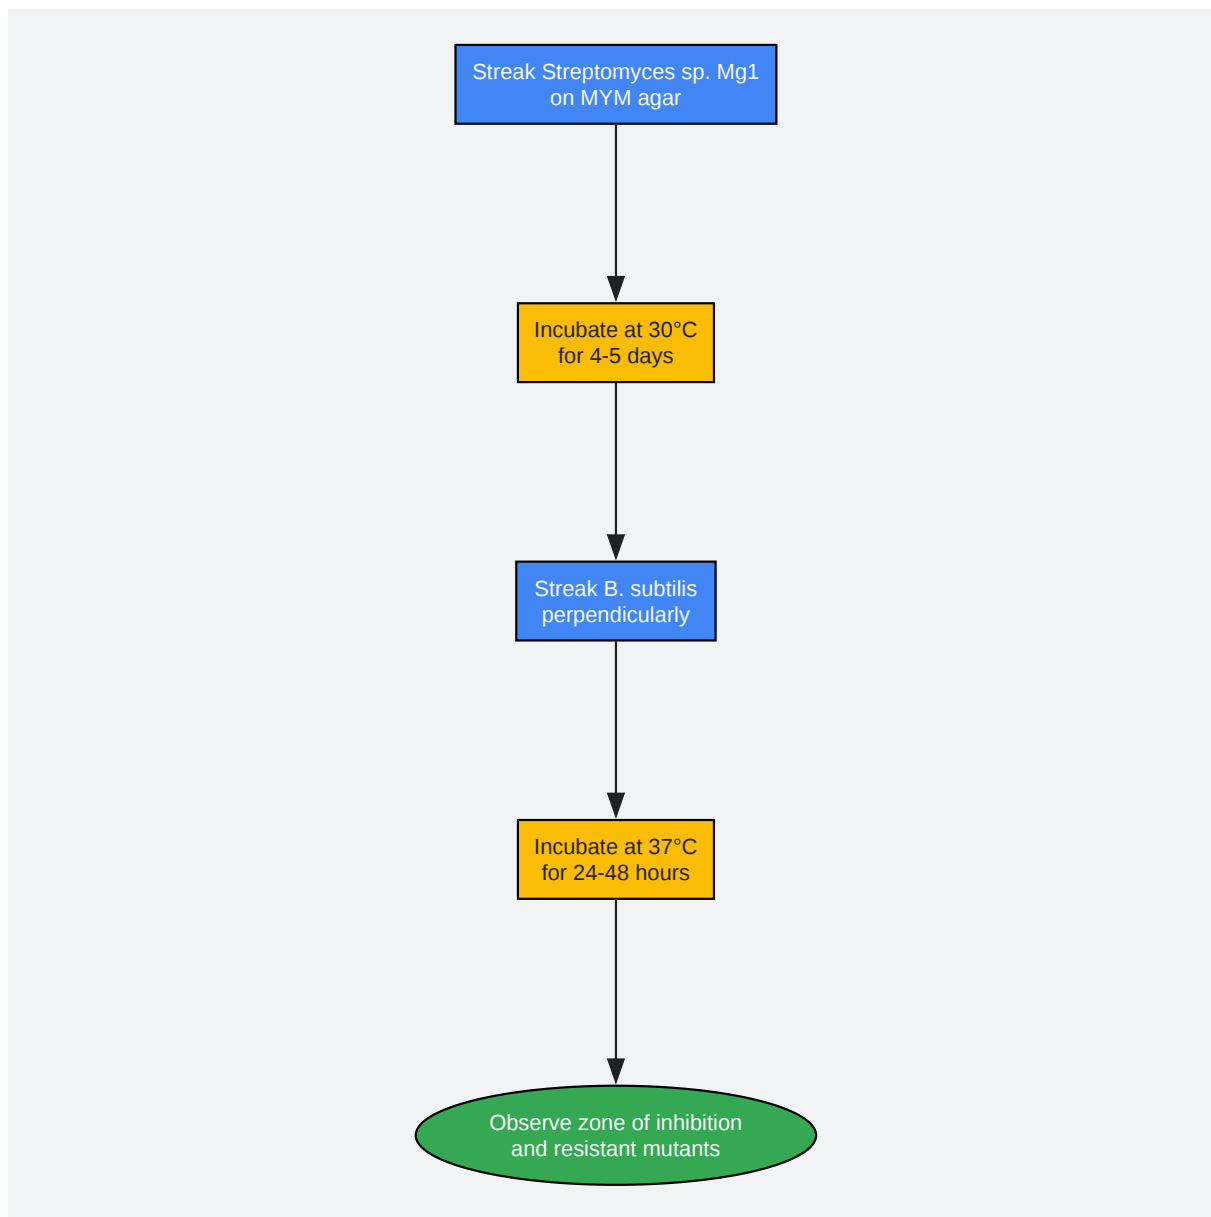 Streak Streptomyces sp. Mg1
on MYM agar
Incubate at 30°C
for 4-5 days
Streak B. subtilis
perpendicularly
Incubate at 37°C
for 24-48 hours
Observe zone of inhibition
and resistant mutants